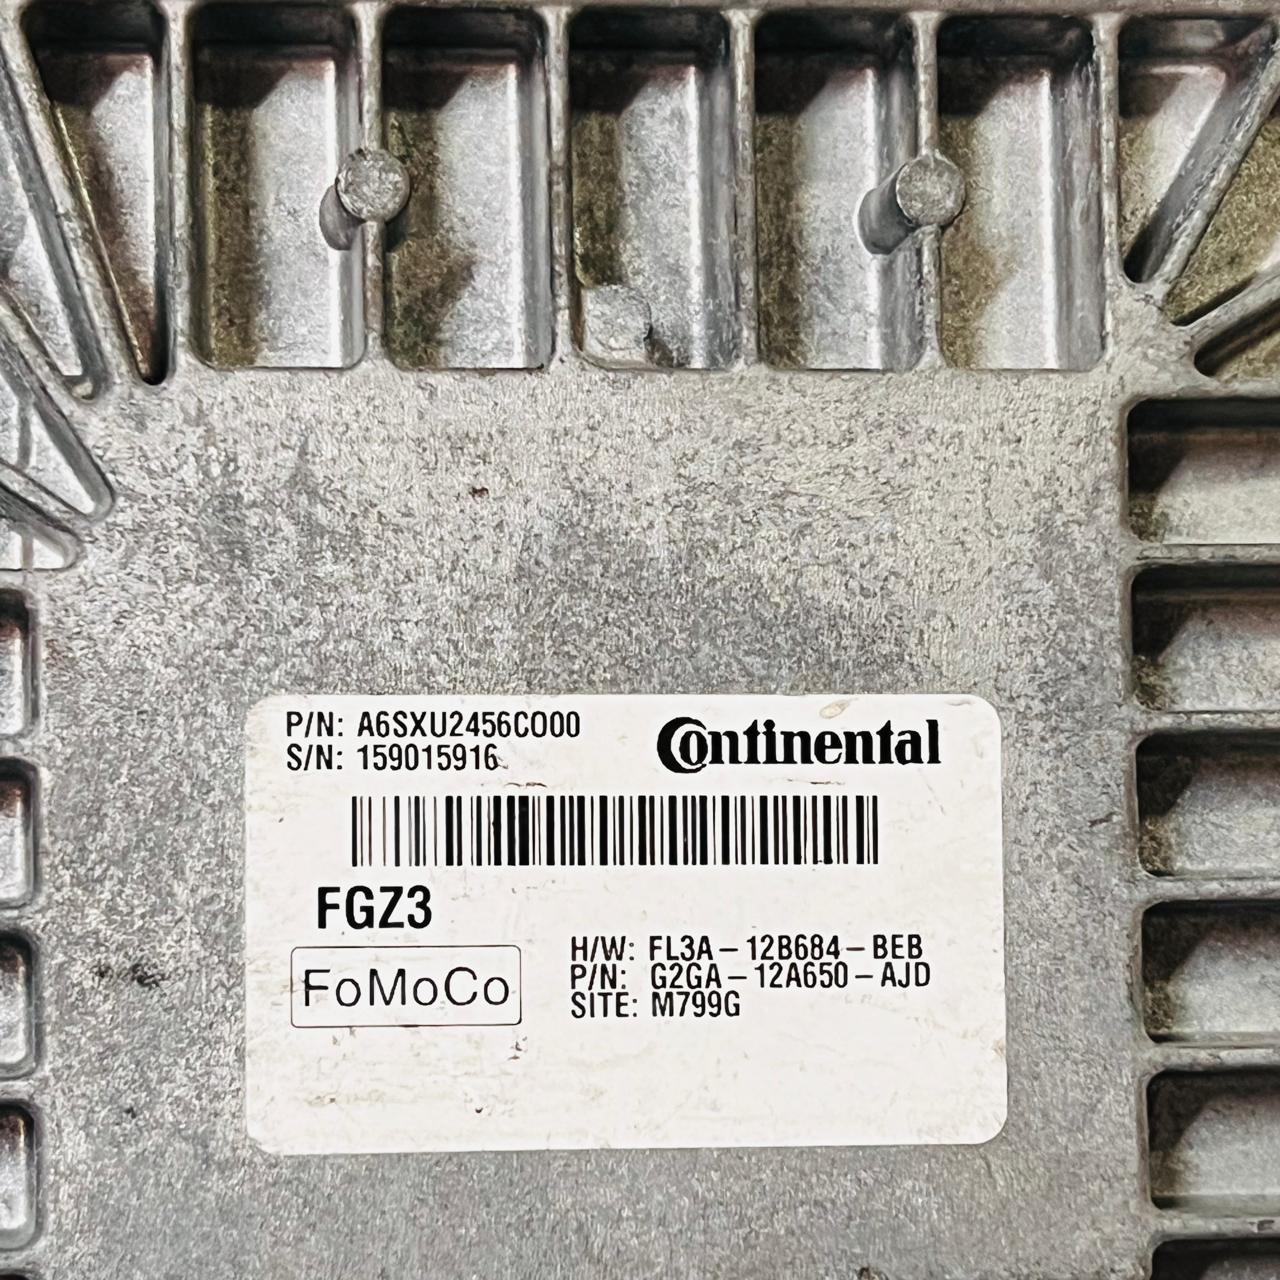 P/N: A6SXU2456C000
S/N: 159015916
Continental
FGZ3
FoMoCo
H/W: FL3A-12B684-BEB
P/N: G2GA-12A650-AJD
SITE: M799G